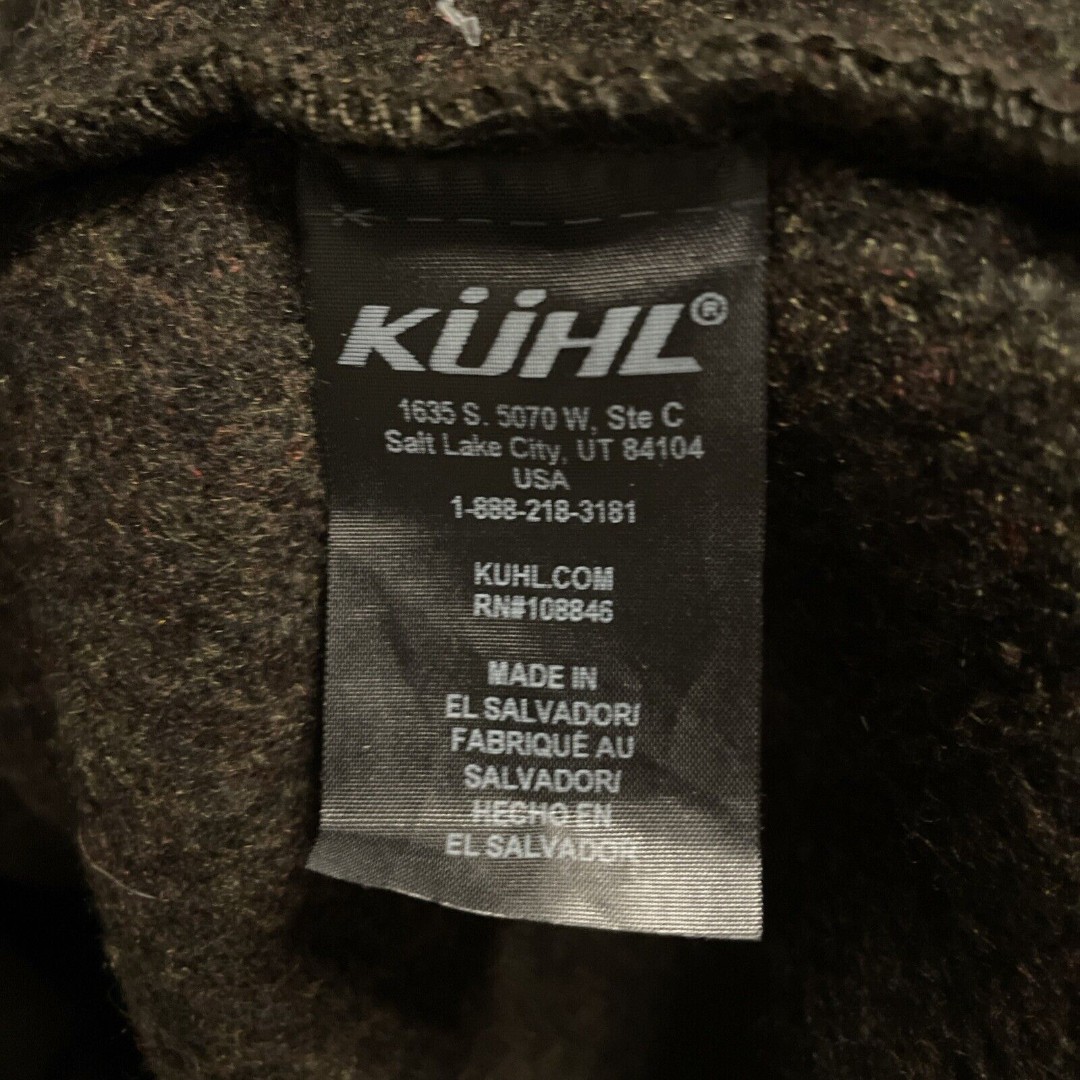 KÜHL®
1635 S. 5070 W, Ste C
Salt Lake City, UT 84104
USA
1-888-218-3181
KUHL.COM
RN#108846
MADE IN
EL SALVADOR/
FABRIQUÉ AU
SALVADOR/
HECHO EN
EL SALVADOR